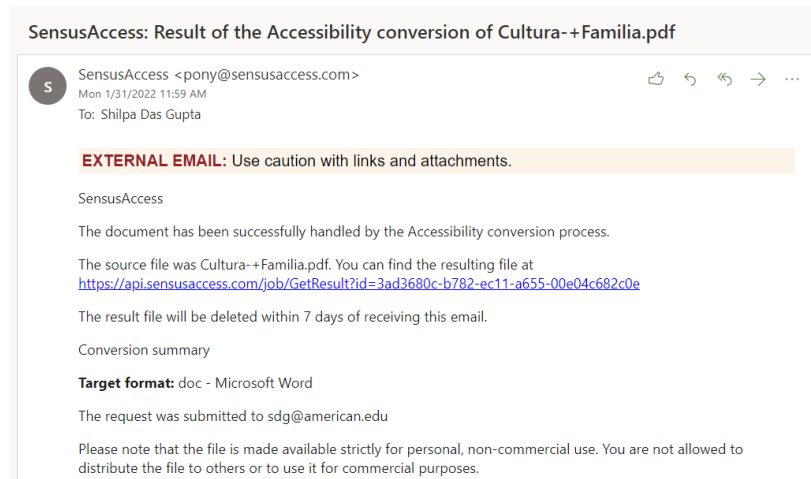 SensusAccess: Result of the Accessibility conversion of Cultura-+Familia.pdf
S
SensusAccess <pony@sensusaccess.com>
Mon 1/31/2022 11:59 AM
To: Shilpa Das Gupta
EXTERNAL EMAIL: Use caution with links and attachments.
SensusAccess
The document has been successfully handled by the Accessibility conversion process.
The source file was Cultura-+Familia.pdf. You can find the resulting file at
https://api.sensusaccess.com/job/GetResult?id=3ad3680c-b782-ec11-a655-00e04c682c0e
The result file will be deleted within 7 days of receiving this email.
Conversion summary
Target format: doc - Microsoft Word
The request was submitted to sdg@american.edu
Please note that the file is made available strictly for personal, non-commercial use. You are not allowed to
distribute the file to others or to use it for commercial purposes.